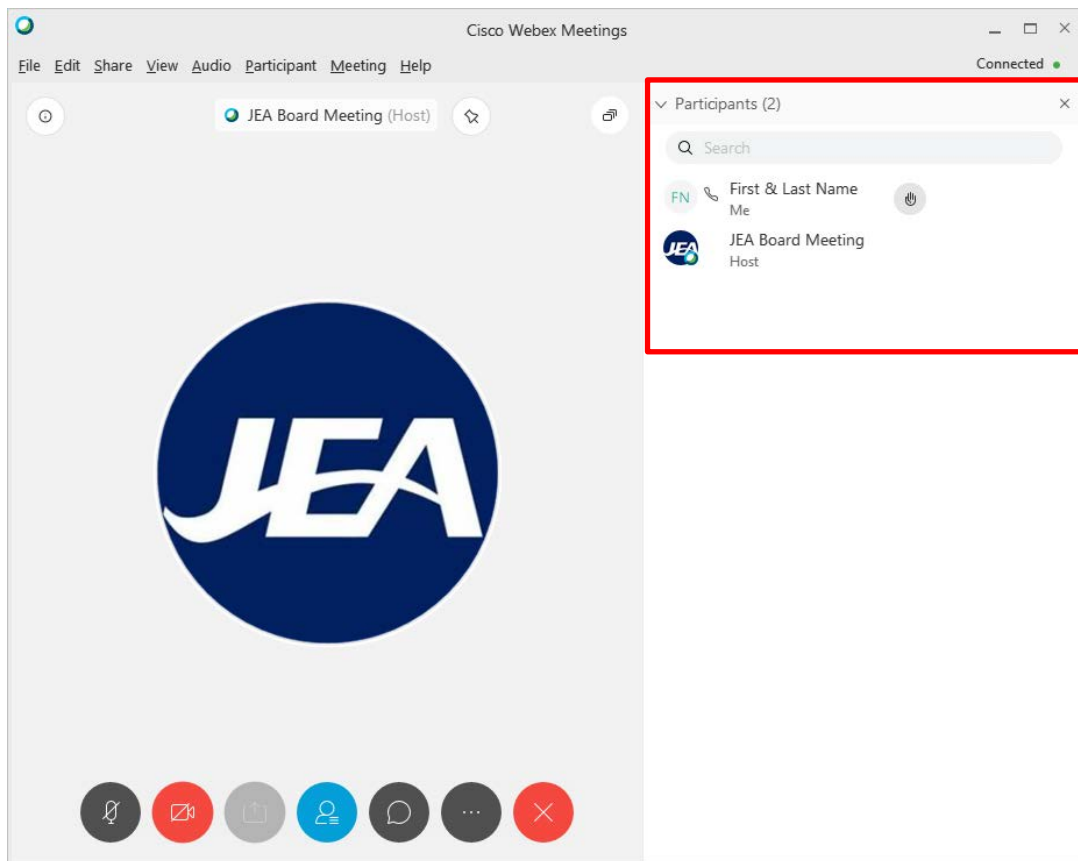 Cisco Webex Meetings
File Edit Share View Audio Participant Meeting Help
Connected
JEA Board Meeting (Host)
Participants (2)
Search
FN
First & Last Name
Me
JEA
JEA Board Meeting
Host
JEA